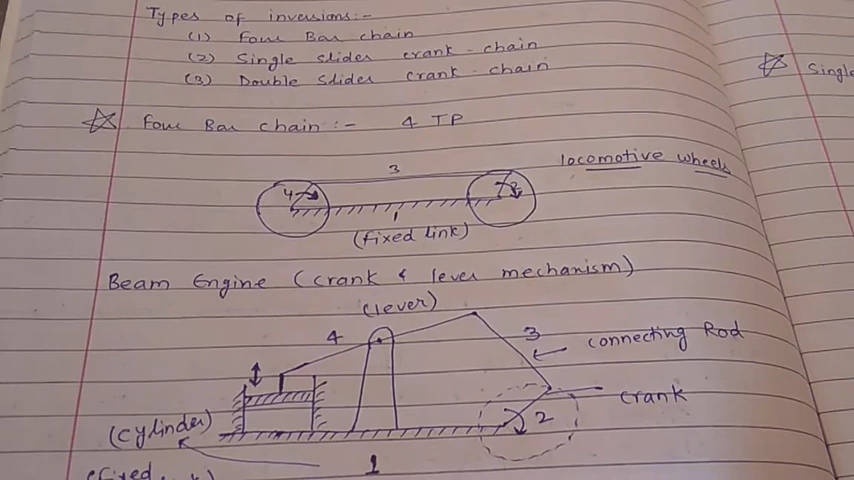 Types of inversions:-
(1) Four Bar chain
(2) Single slider crank-chain
(3) Double slider crank-chain
Single
Four Bar chain:- 4 TP
3
locomotive wheels
4
2
1
(fixed link)
Beam Engine (crank & lever mechanism)
(lever)
4
3
connecting Rod
crank
2
(cylinder)
1
(fixed